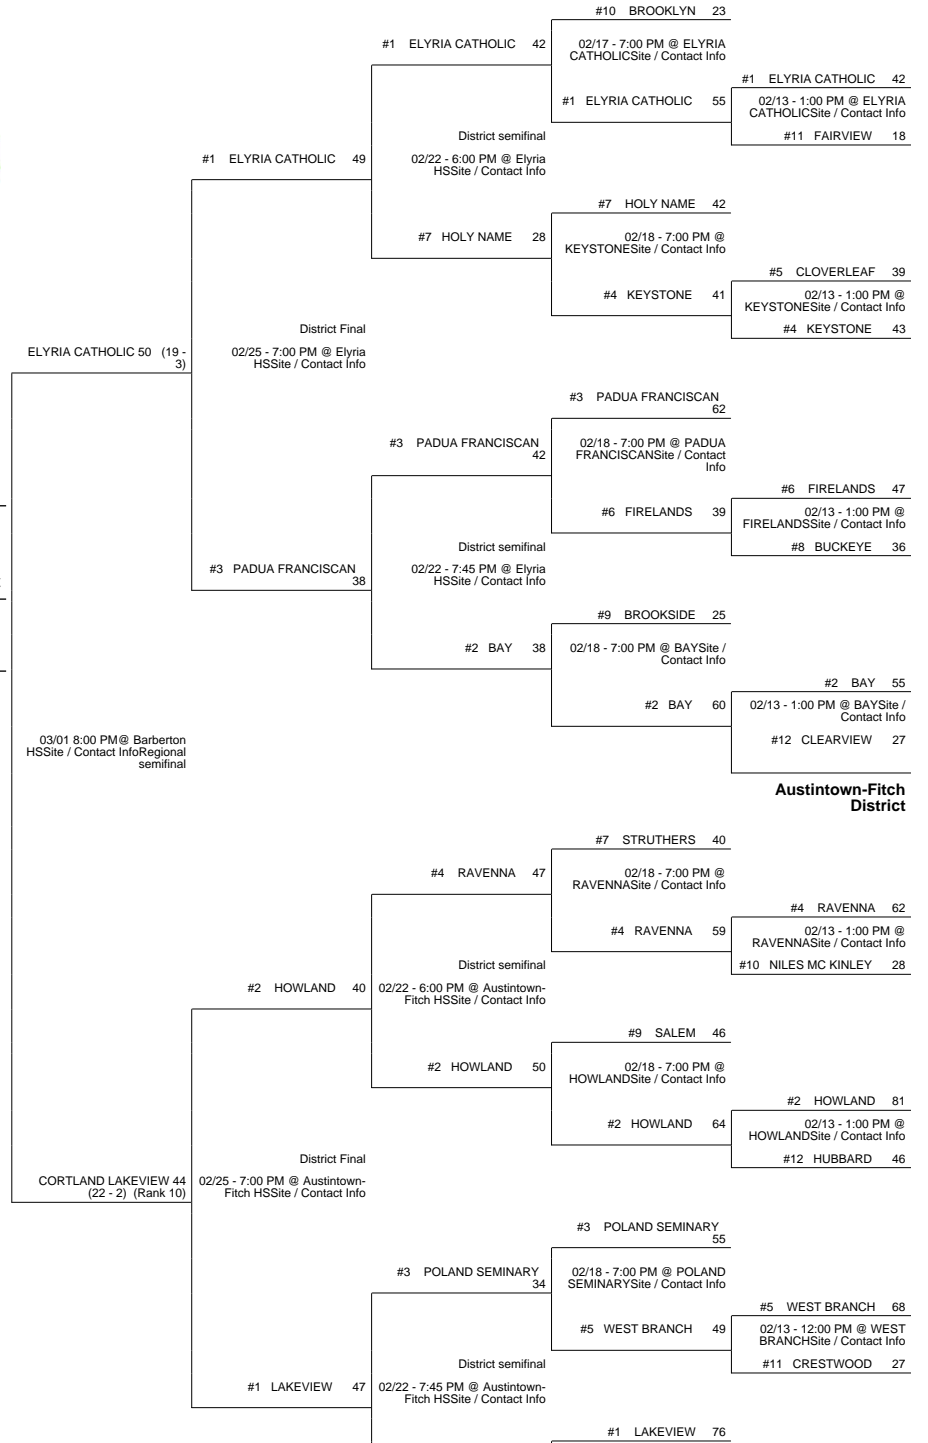 #10 BROOKLYN 23
#1 ELYRIA CATHOLIC 42
02/17 - 7:00 PM @ ELYRIA
CATHOLICSite / Contact Info
#1 ELYRIA CATHOLIC 42
#1 ELYRIA CATHOLIC 55
02/13 - 1:00 PM @ ELYRIA
CATHOLICSite / Contact Info
#11 FAIRVIEW 18
District semifinal
#1 ELYRIA CATHOLIC 49
02/22 - 6:00 PM @ Elyria
HSSite / Contact Info
#7 HOLY NAME 42
#7 HOLY NAME 28
02/18 - 7:00 PM @
KEYSTONESite / Contact Info
#5 CLOVERLEAF 39
#4 KEYSTONE 41
02/13 - 1:00 PM @
KEYSTONESite / Contact Info
#4 KEYSTONE 43
District Final
ELYRIA CATHOLIC 50 (19 -
3)
02/25 - 7:00 PM @ Elyria
HSSite / Contact Info
#3 PADUA FRANCISCAN
62
#3 PADUA FRANCISCAN
42
02/18 - 7:00 PM @ PADUA
FRANCISCANSite / Contact
Info
#6 FIRELANDS 47
#6 FIRELANDS 39
02/13 - 1:00 PM @
FIRELANDSSite / Contact Info
#8 BUCKEYE 36
District semifinal
#3 PADUA FRANCISCAN
38
02/22 - 7:45 PM @ Elyria
HSSite / Contact Info
#9 BROOKSIDE 25
#2 BAY 38
02/18 - 7:00 PM @ BAYSite /
Contact Info
#2 BAY 55
#2 BAY 60
02/13 - 1:00 PM @ BAYSite /
Contact Info
#12 CLEARVIEW 27
03/01 8:00 PM@ Barberton
HSSite / Contact InfoRegional
semifinal
Austintown-Fitch
District
#7 STRUTHERS 40
#4 RAVENNA 47
02/18 - 7:00 PM @
RAVENNASite / Contact Info
#4 RAVENNA 62
#4 RAVENNA 59
02/13 - 1:00 PM @
RAVENNASite / Contact Info
#10 NILES MC KINLEY 28
District semifinal
#2 HOWLAND 40
02/22 - 6:00 PM @ Austintown-
Fitch HSSite / Contact Info
#9 SALEM 46
#2 HOWLAND 50
02/18 - 7:00 PM @
HOWLANDSite / Contact Info
#2 HOWLAND 81
#2 HOWLAND 64
02/13 - 1:00 PM @
HOWLANDSite / Contact Info
#12 HUBBARD 46
District Final
CORTLAND LAKEVIEW 44
(22 - 2) (Rank 10)
02/25 - 7:00 PM @ Austintown-
Fitch HSSite / Contact Info
#3 POLAND SEMINARY
55
#3 POLAND SEMINARY
34
02/18 - 7:00 PM @ POLAND
SEMINARYSite / Contact Info
#5 WEST BRANCH 68
#5 WEST BRANCH 49
02/13 - 12:00 PM @ WEST
BRANCHSite / Contact Info
#11 CRESTWOOD 27
District semifinal
#1 LAKEVIEW 47
02/22 - 7:45 PM @ Austintown-
Fitch HSSite / Contact Info
#1 LAKEVIEW 76